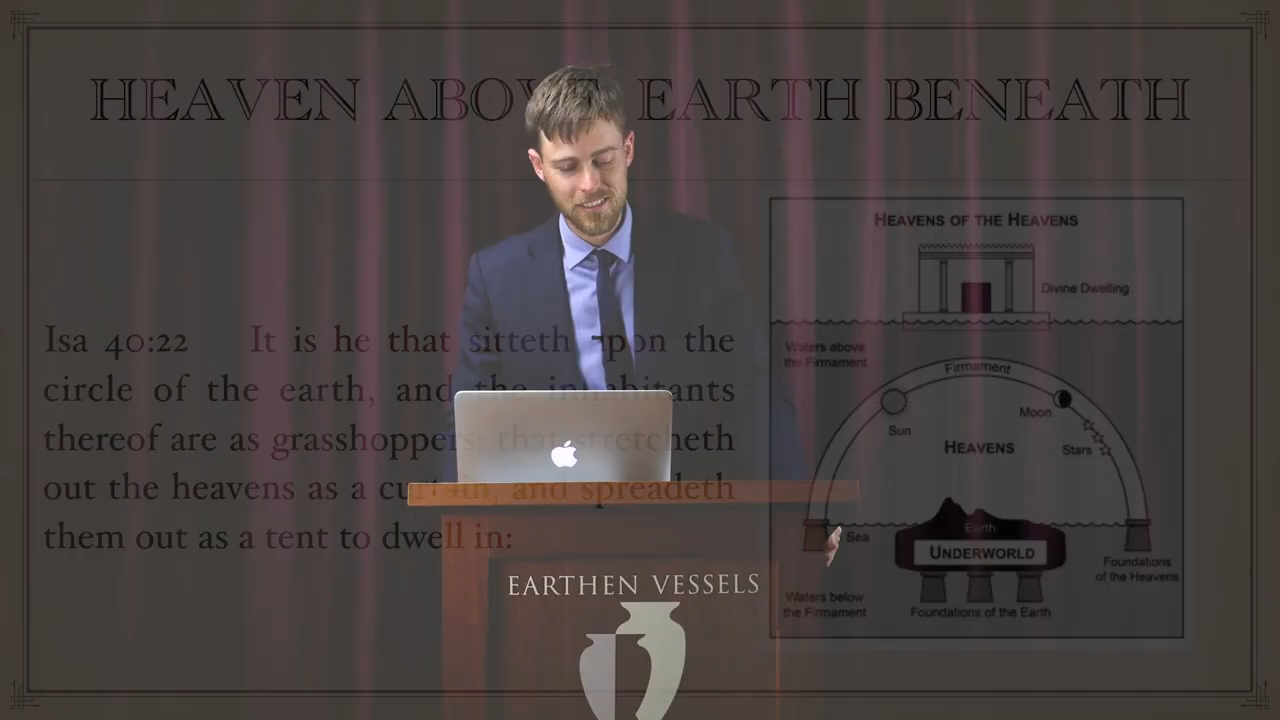 HEAVEN ABOVE, EARTH BENEATH
Isa 40:22 It is he that sitteth upon the
circle of the earth, and the inhabitants
thereof are as grasshoppers; that stretcheth
out the heavens as a curtain, and spreadeth
them out as a tent to dwell in:
HEAVENS OF THE HEAVENS
Divine Dwelling
Waters above
the Firmament
Firmament
Sun
Moon
Stars
HEAVENS
Earth
Sea
UNDERWORLD
Foundations
of the Heavens
Waters below
the Firmament
Foundations of the Earth
EARTHEN VESSELS